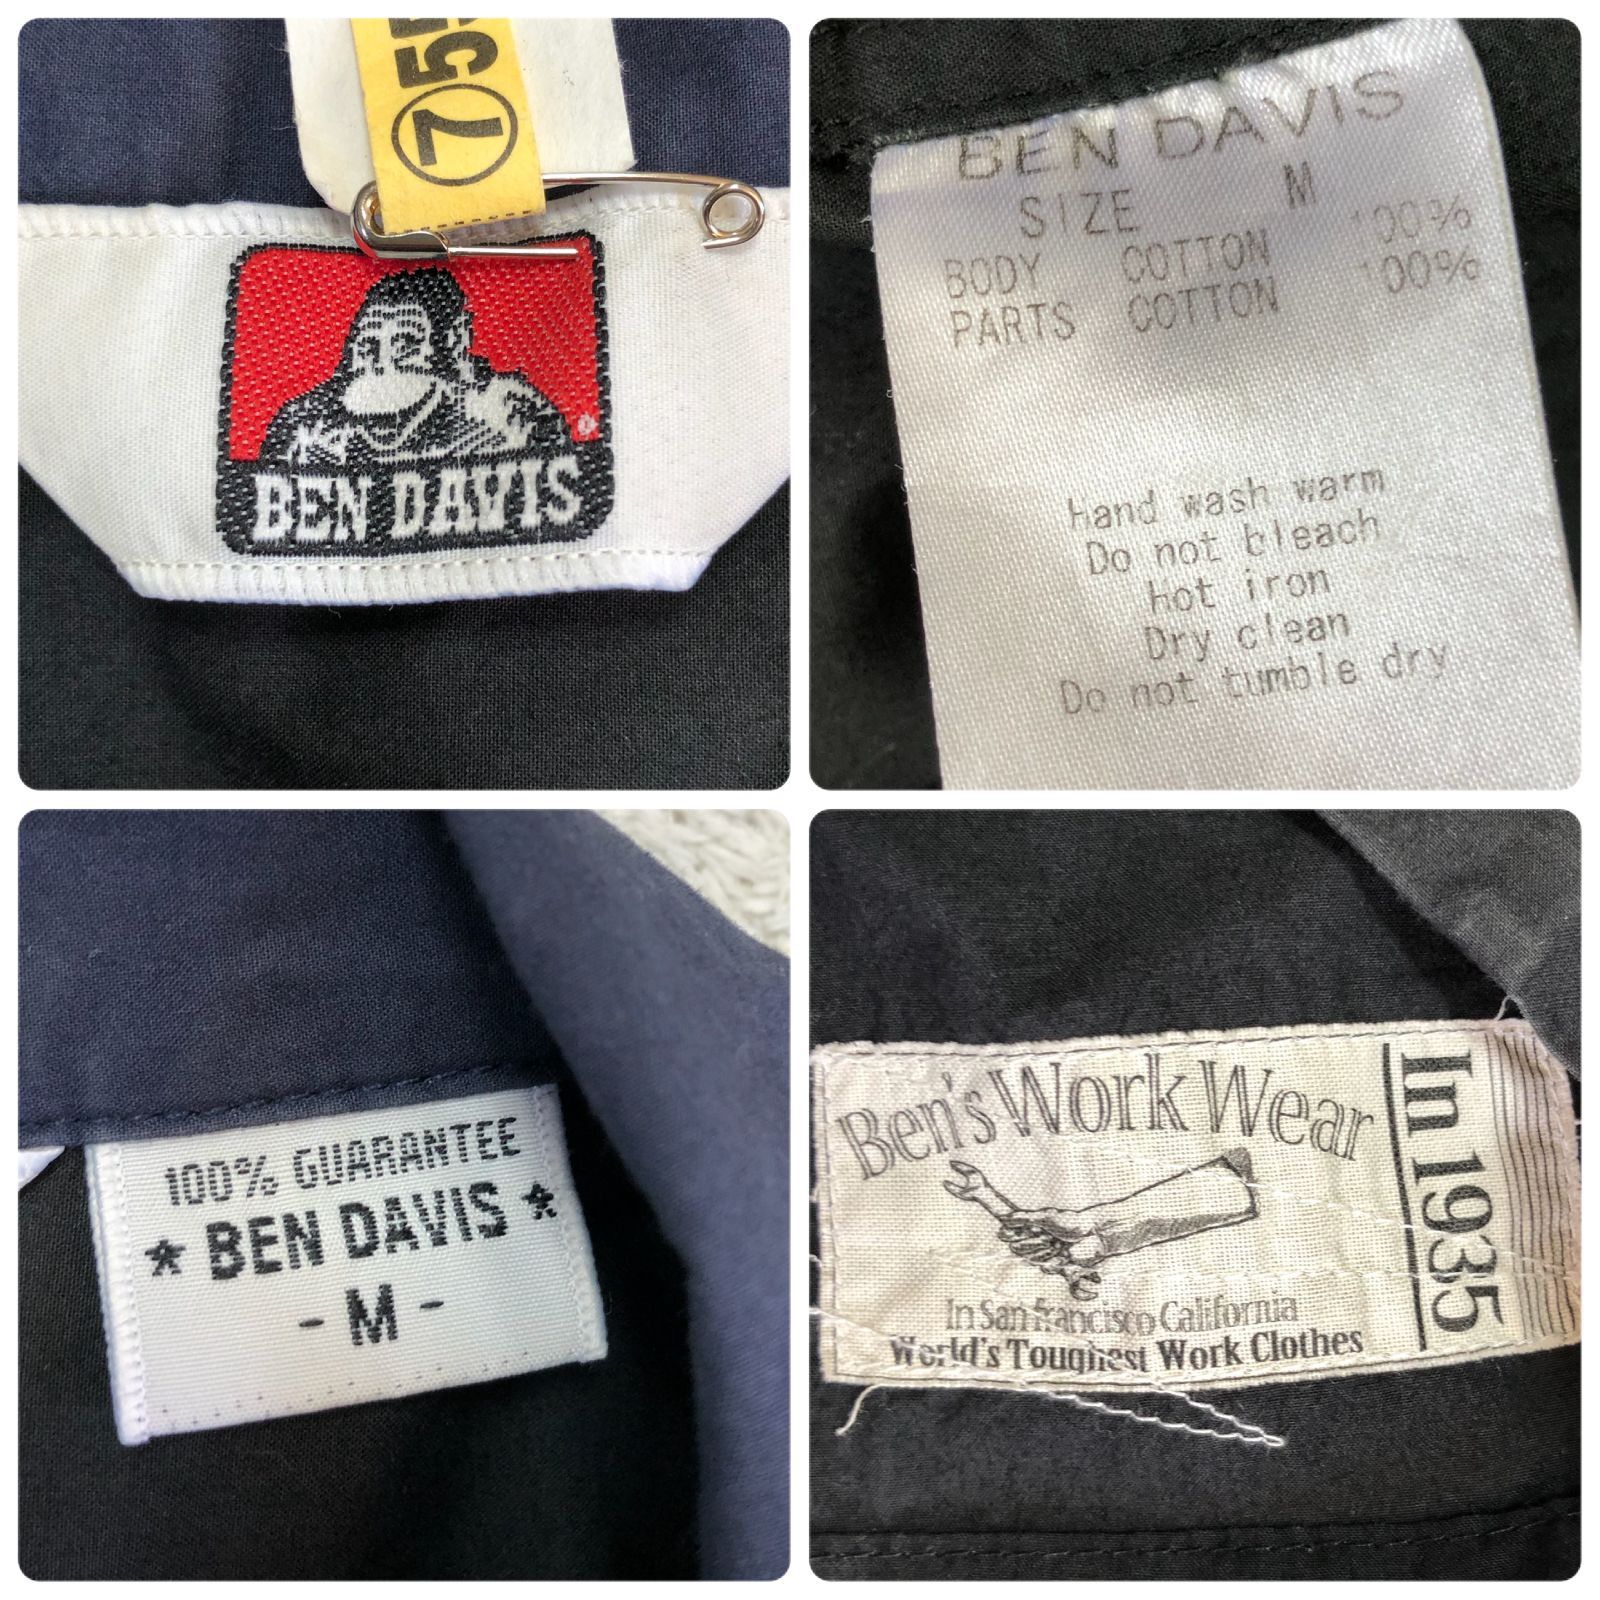 ⑦55
BEN DAVIS
BEN DAVIS
SIZE M
BODY COTTON 100%
PARTS COTTON 100%
Hand wash warm
Do not bleach
Hot iron
Dry clean
Do not tumble dry
100% GUARANTEE
★ BEN DAVIS ★
- M -
Ben's Work Wear
In San francisco California
World's Toughest Work Clothes
In 1935